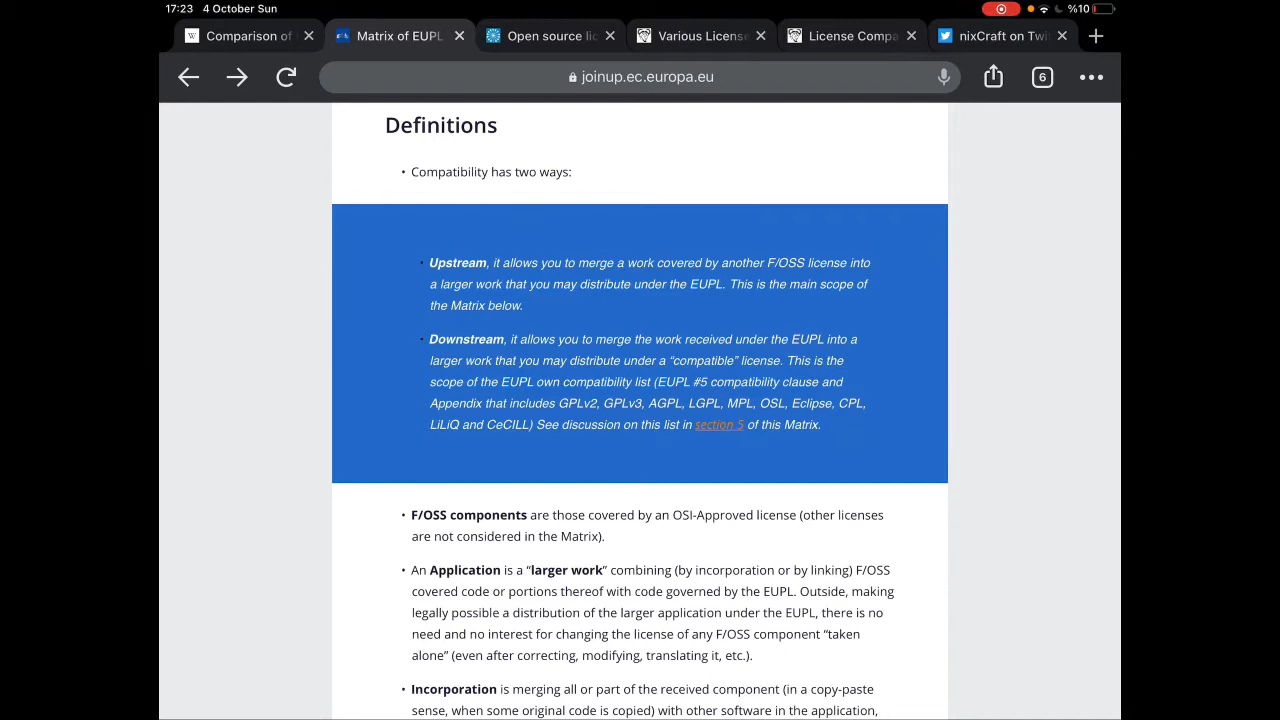 17:23 4 October Sun %10
Comparison of Matrix of EUPL Open source lic Various License License Compa nixCraft on Twi
joinup.ec.europa.eu 6
Definitions
• Compatibility has two ways:
• Upstream, it allows you to merge a work covered by another F/OSS license into
a larger work that you may distribute under the EUPL. This is the main scope of
the Matrix below.
• Downstream, it allows you to merge the work received under the EUPL into a
larger work that you may distribute under a “compatible” license. This is the
scope of the EUPL own compatibility list (EUPL #5 compatibility clause and
Appendix that includes GPLv2, GPLv3, AGPL, LGPL, MPL, OSL, Eclipse, CPL,
LiLiQ and CeCILL) See discussion on this list in section 5 of this Matrix.
• F/OSS components are those covered by an OSI-Approved license (other licenses
are not considered in the Matrix).
• An Application is a “larger work” combining (by incorporation or by linking) F/OSS
covered code or portions thereof with code governed by the EUPL. Outside, making
legally possible a distribution of the larger application under the EUPL, there is no
need and no interest for changing the license of any F/OSS component “taken
alone” (even after correcting, modifying, translating it, etc.).
• Incorporation is merging all or part of the received component (in a copy-paste
sense, when some original code is copied) with other software in the application,